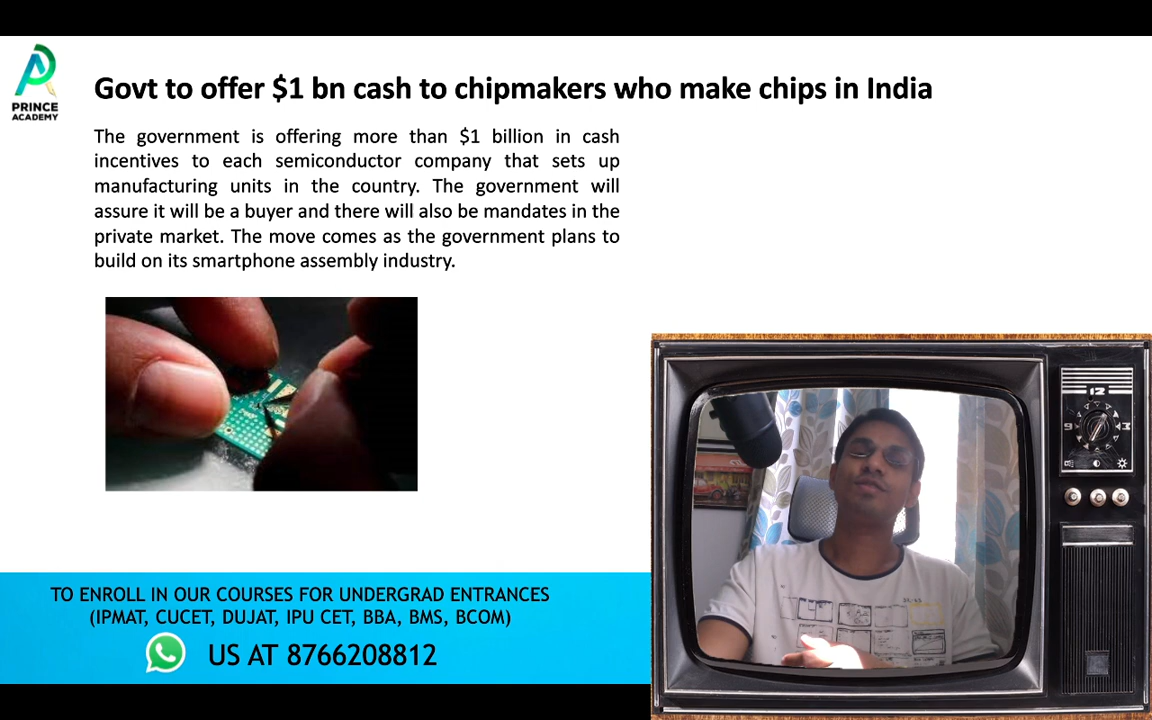 PRINCE
ACADEMY
Govt to offer $1 bn cash to chipmakers who make chips in India
The government is offering more than $1 billion in cash
incentives to each semiconductor company that sets up
manufacturing units in the country. The government will
assure it will be a buyer and there will also be mandates in the
private market. The move comes as the government plans to
build on its smartphone assembly industry.
12
9 3
TO ENROLL IN OUR COURSES FOR UNDERGRAD ENTRANCES
(IPMAT, CUCET, DUJAT, IPU CET, BBA, BMS, BCOM)
US AT 8766208812